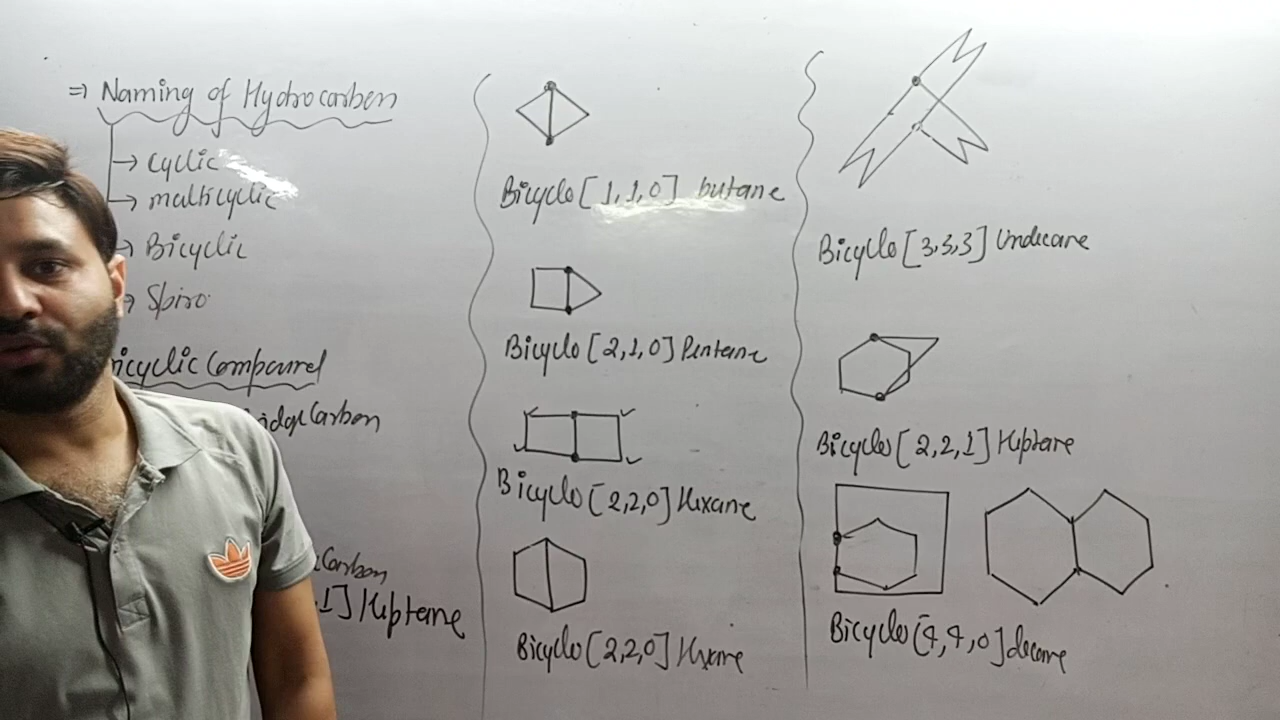 ⇒ Naming of Hydrocarbon
→ Cyclic
→ multicyclic
→ Bicyclic
→ Spiro
icyclic Compound
idge Carbon
Carbon
,1] Heptane
Bicyclo [1,1,0] butane
Bicyclo [2,1,0] Pentane
Bicyclo [2,2,0] Hexane
Bicyclo [2,2,0] Hexane
Bicyclo [3,3,3] Undecane
Bicyclo [2,2,1] Heptane
Bicyclo [4,4,0] decane